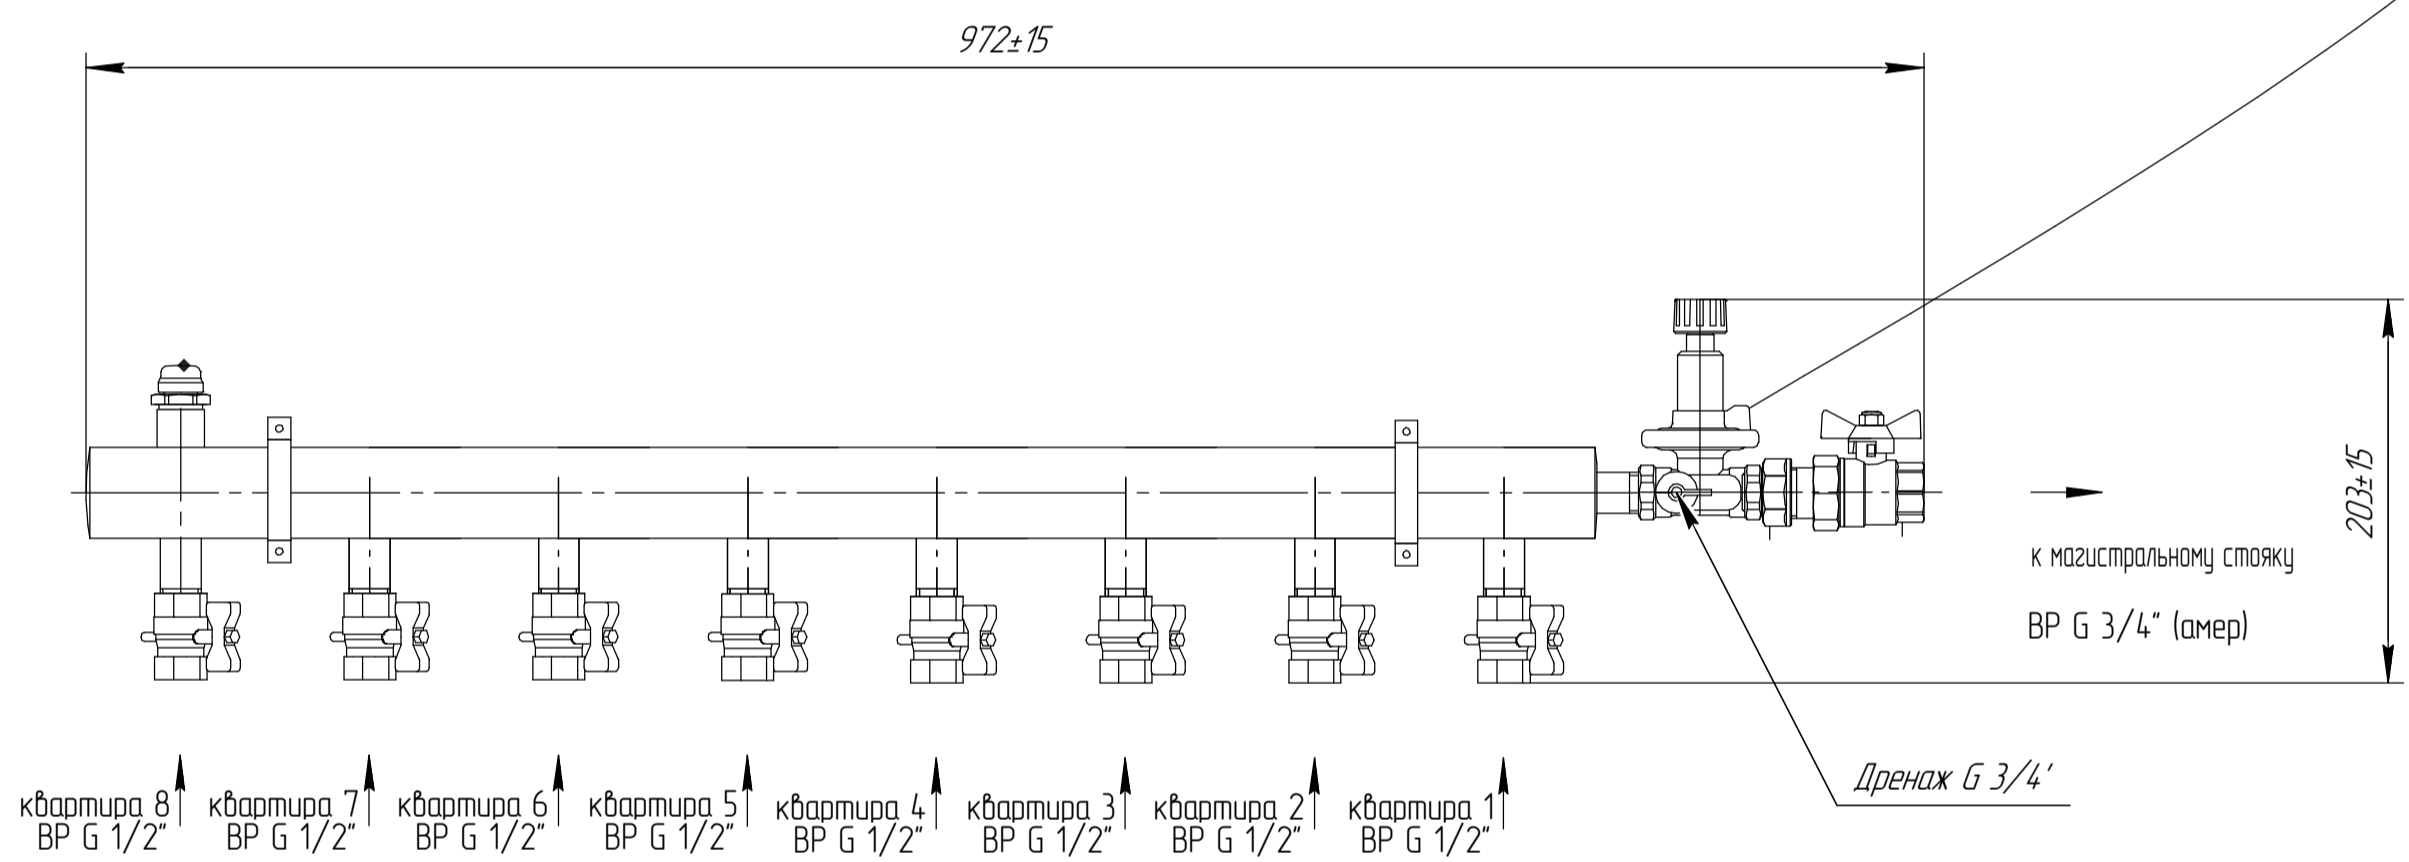 972±15
203±15
к магистральному стояку
ВР G 3/4" (амер)
Дренаж G 3/4'
квартира 8
ВР G 1/2"
квартира 7
ВР G 1/2"
квартира 6
ВР G 1/2"
квартира 5
ВР G 1/2"
квартира 4
ВР G 1/2"
квартира 3
ВР G 1/2"
квартира 2
ВР G 1/2"
квартира 1
ВР G 1/2"